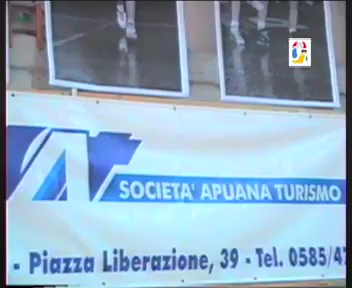 SOCIETA' APUANA TURISMO
- Piazza Liberazione, 39 - Tel. 0585/4